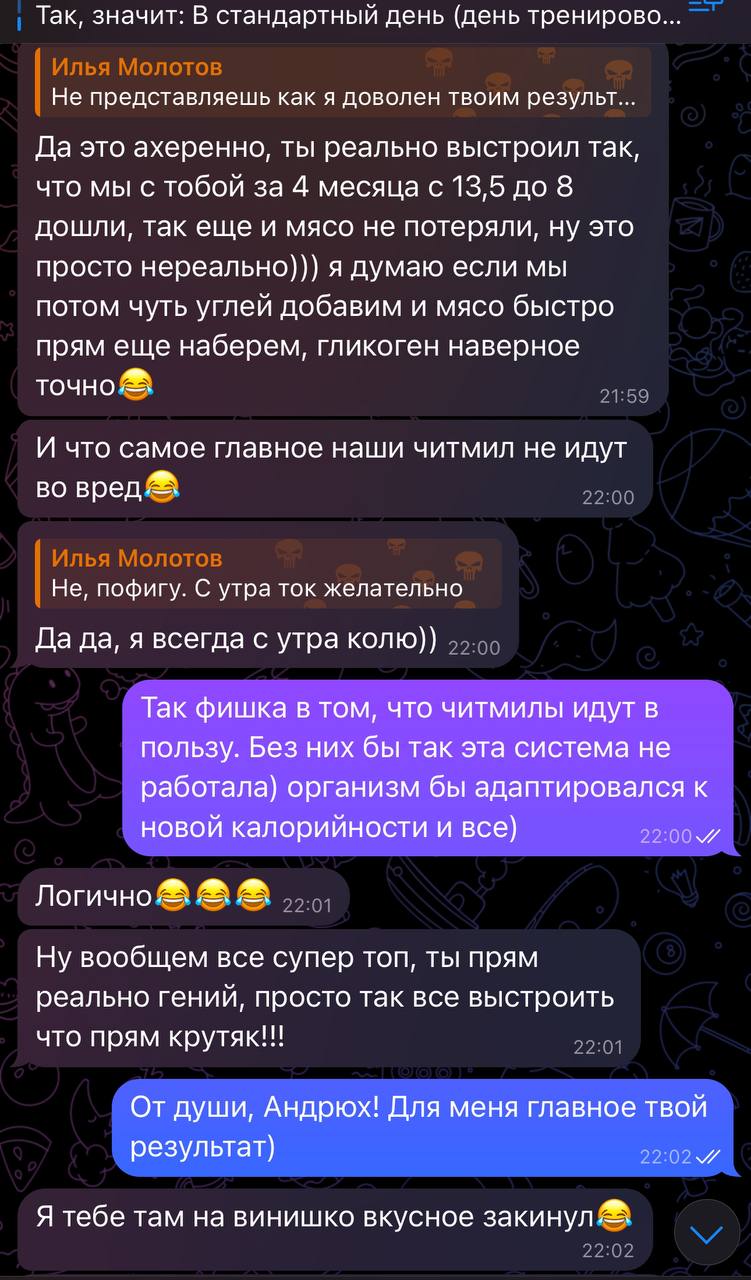 Так, значит: В стандартный день (день тренирово...
Илья Молотов
Не представляешь как я доволен твоим результ...
Да это ахеренно, ты реально выстроил так,
что мы с тобой за 4 месяца с 13,5 до 8
дошли, так еще и мясо не потеряли, ну это
просто нереально))) я думаю если мы
потом чуть углей добавим и мясо быстро
прям еще наберем, гликоген наверное
точно😂
21:59
И что самое главное наши читмил не идут
во вред😂
22:00
Илья Молотов
Не, пофигу. С утра ток желательно
Да да, я всегда с утра колю)) 22:00
Так фишка в том, что читмилы идут в
пользу. Без них бы так эта система не
работала) организм бы адаптировался к
новой калорийности и все)
22:00
Логично😂😂😂 22:01
Ну вообщем все супер топ, ты прям
реально гений, просто так все выстроить
что прям крутяк!!!
22:01
От души, Андрюх! Для меня главное твой
результат)
22:02
Я тебе там на винишко вкусное закинул😂
22:02